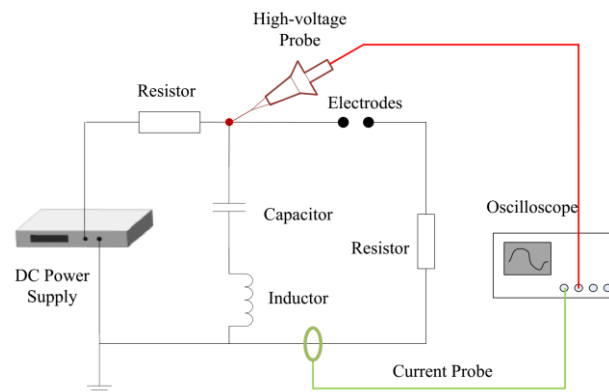 High-voltage
Probe
Resistor
Electrodes
Capacitor
Oscilloscope
Resistor
DC Power
Supply
Inductor
Current Probe